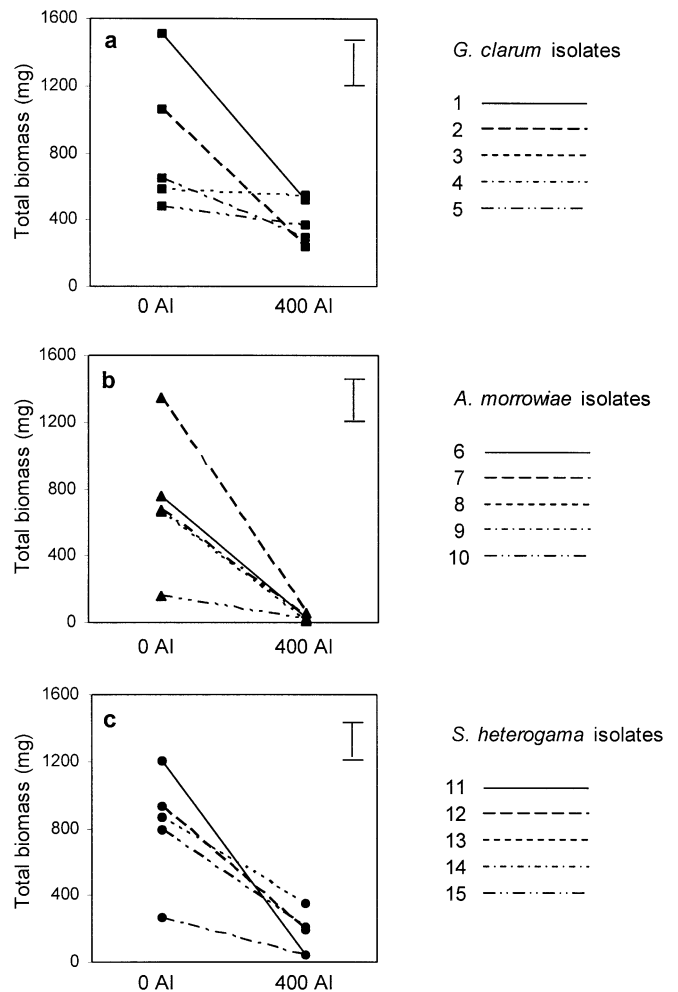 1600
1200
800
400
0
Total biomass (mg)
a
0 Al
400 Al
G. clarum isolates
1
2
3
4
5
1600
1200
800
400
0
Total biomass (mg)
b
0 Al
400 Al
A. morrowiae isolates
6
7
8
9
10
1600
1200
800
400
0
Total biomass (mg)
c
0 Al
400 Al
S. heterogama isolates
11
12
13
14
15